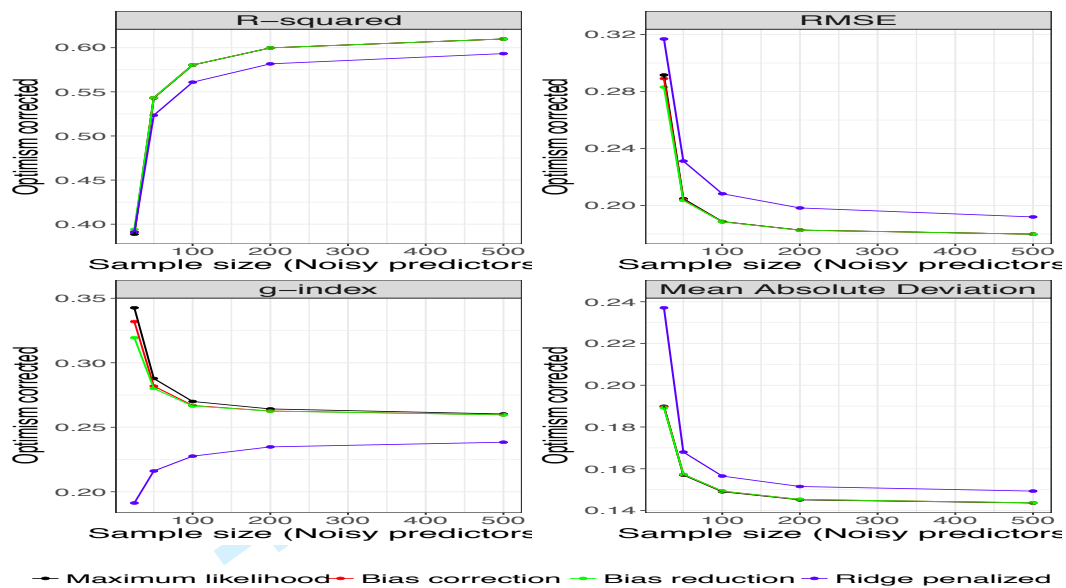 R-squared
Optimism corrected
0.60
0.55
0.50
0.45
0.40
100 200 300 400 500
Sample size (Noisy predictors
RMSE
Optimism corrected
0.32
0.28
0.24
0.20
100 200 300 400 500
Sample size (Noisy predictors
g-index
Optimism corrected
0.35
0.30
0.25
0.20
100 200 300 400 500
Sample size (Noisy predictors
Mean Absolute Deviation
Optimism corrected
0.24
0.22
0.20
0.18
0.16
0.14
100 200 300 400 500
Sample size (Noisy predictors
Maximum likelihood Bias correction Bias reduction Ridge penalized